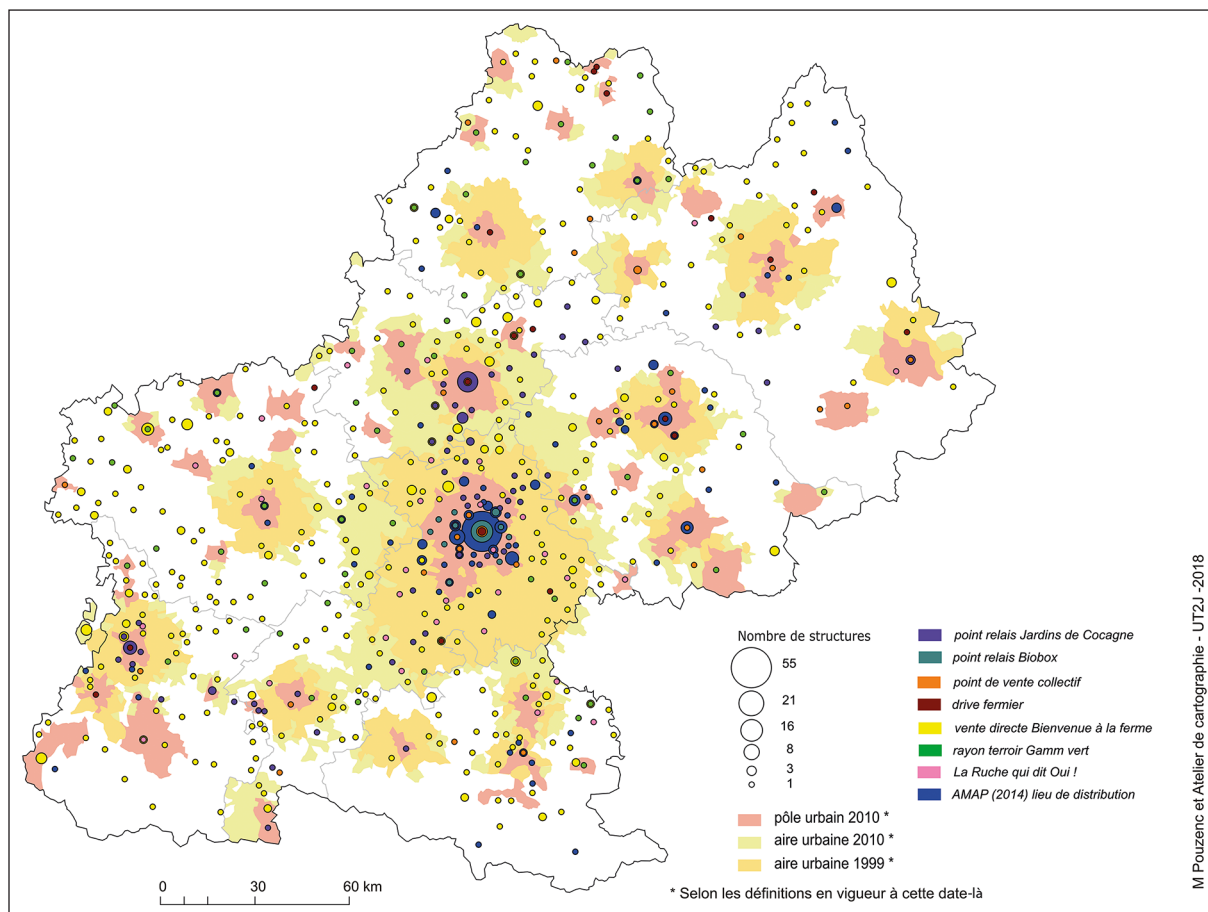 Nombre de structures
55
21
16
8
3
1
point relais Jardins de Cocagne
point relais Biobox
point de vente collectif
drive fermier
vente directe Bienvenue à la ferme
rayon terroir Gamm vert
La Ruche qui dit Oui !
AMAP (2014) lieu de distribution
pôle urbain 2010 *
aire urbaine 2010 *
aire urbaine 1999 *
* Selon les définitions en vigueur à cette date-là
0 30 60 km
M Pouzenc et Atelier de cartographie - UT2J -2018